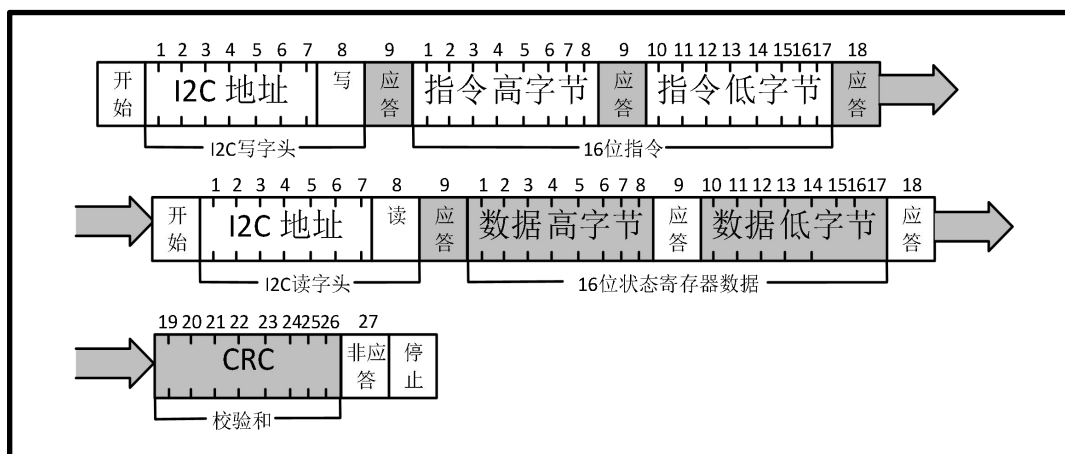 1 2 3 4 5 6 7 8 9 1 2 3 4 5 6 7 8 9 10 11 12 13 14 15 16 17 18
开始 I2C 地址 写 应答 指令高字节 应答 指令低字节 应答
I2C写字头 16位指令
1 2 3 4 5 6 7 8 9 1 2 3 4 5 6 7 8 9 10 11 12 13 14 15 16 17 18
开始 I2C 地址 读 应答 数据高字节 应答 数据低字节 应答
I2C读字头 16位状态寄存器数据
19 20 21 22 23 24 25 26 27
CRC 非应答 停止
校验和